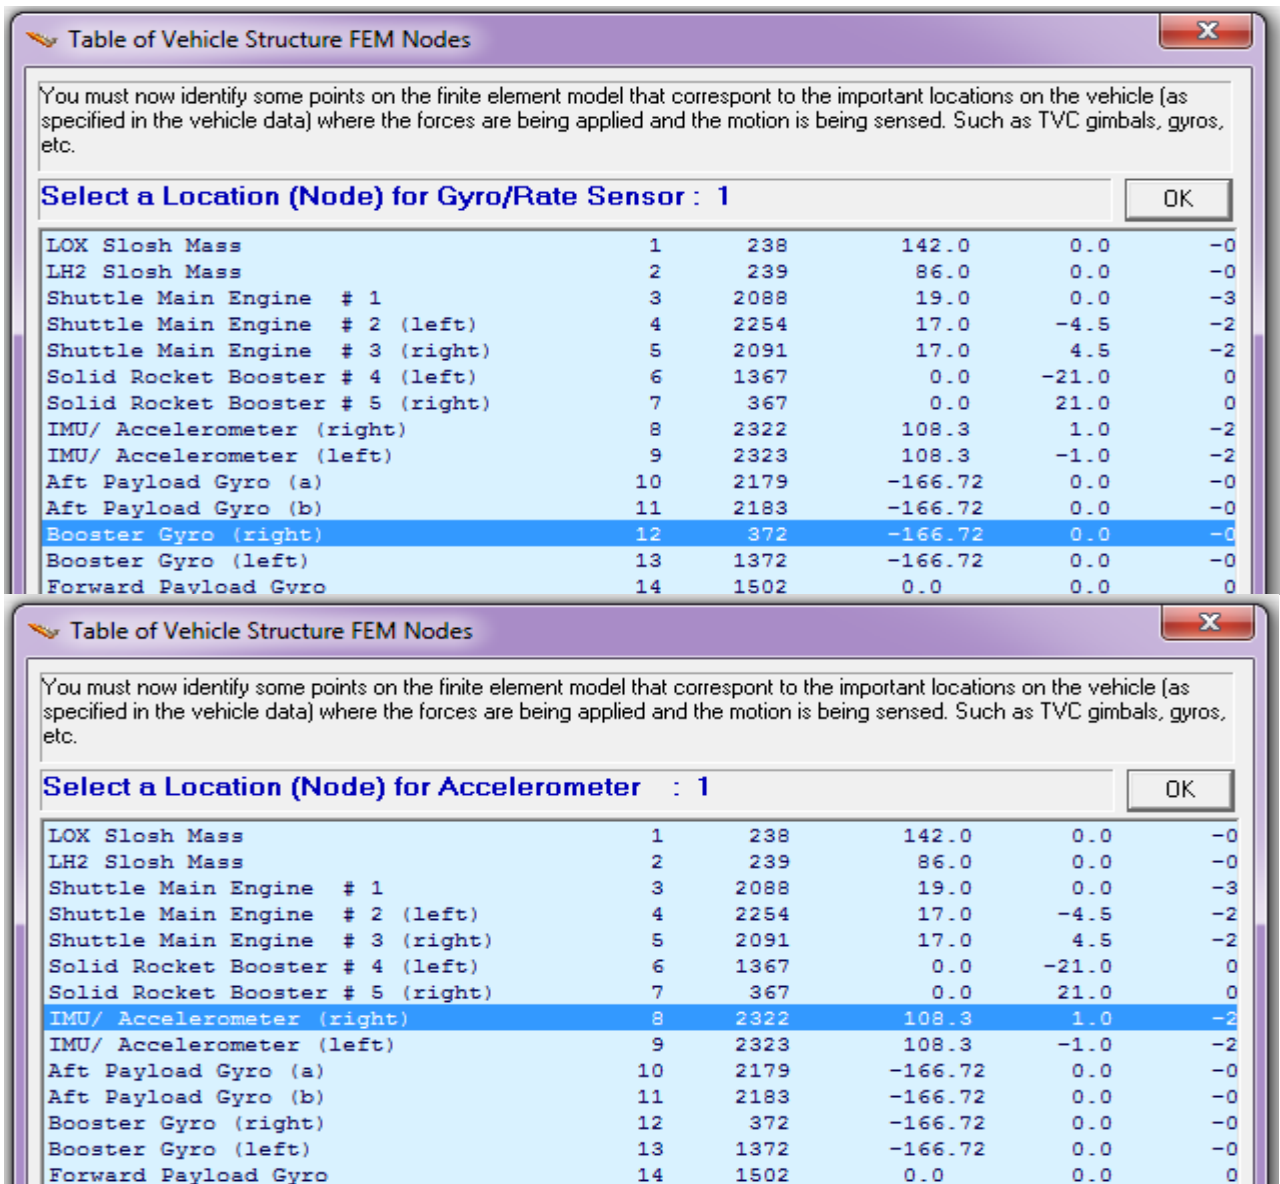 Table of Vehicle Structure FEM Nodes
You must now identify some points on the finite element model that correspont to the important locations on the vehicle (as
specified in the vehicle data) where the forces are being applied and the motion is being sensed. Such as TVC gimbals, gyros,
etc.
Select a Location (Node) for Gyro/Rate Sensor : 1
OK
LOX Slosh Mass 1 238 142.0 0.0 -0
LH2 Slosh Mass 2 239 86.0 0.0 -0
Shuttle Main Engine # 1 3 2088 19.0 0.0 -3
Shuttle Main Engine # 2 (left) 4 2254 17.0 -4.5 -2
Shuttle Main Engine # 3 (right) 5 2091 17.0 4.5 -2
Solid Rocket Booster # 4 (left) 6 1367 0.0 -21.0 0
Solid Rocket Booster # 5 (right) 7 367 0.0 21.0 0
IMU/ Accelerometer (right) 8 2322 108.3 1.0 -2
IMU/ Accelerometer (left) 9 2323 108.3 -1.0 -2
Aft Payload Gyro (a) 10 2179 -166.72 0.0 -0
Aft Payload Gyro (b) 11 2183 -166.72 0.0 -0
Booster Gyro (right) 12 372 -166.72 0.0 -0
Booster Gyro (left) 13 1372 -166.72 0.0 -0
Forward Payload Gyro 14 1502 0.0 0.0 0
Table of Vehicle Structure FEM Nodes
You must now identify some points on the finite element model that correspont to the important locations on the vehicle (as
specified in the vehicle data) where the forces are being applied and the motion is being sensed. Such as TVC gimbals, gyros,
etc.
Select a Location (Node) for Accelerometer : 1
OK
LOX Slosh Mass 1 238 142.0 0.0 -0
LH2 Slosh Mass 2 239 86.0 0.0 -0
Shuttle Main Engine # 1 3 2088 19.0 0.0 -3
Shuttle Main Engine # 2 (left) 4 2254 17.0 -4.5 -2
Shuttle Main Engine # 3 (right) 5 2091 17.0 4.5 -2
Solid Rocket Booster # 4 (left) 6 1367 0.0 -21.0 0
Solid Rocket Booster # 5 (right) 7 367 0.0 21.0 0
IMU/ Accelerometer (right) 8 2322 108.3 1.0 -2
IMU/ Accelerometer (left) 9 2323 108.3 -1.0 -2
Aft Payload Gyro (a) 10 2179 -166.72 0.0 -0
Aft Payload Gyro (b) 11 2183 -166.72 0.0 -0
Booster Gyro (right) 12 372 -166.72 0.0 -0
Booster Gyro (left) 13 1372 -166.72 0.0 -0
Forward Payload Gyro 14 1502 0.0 0.0 0